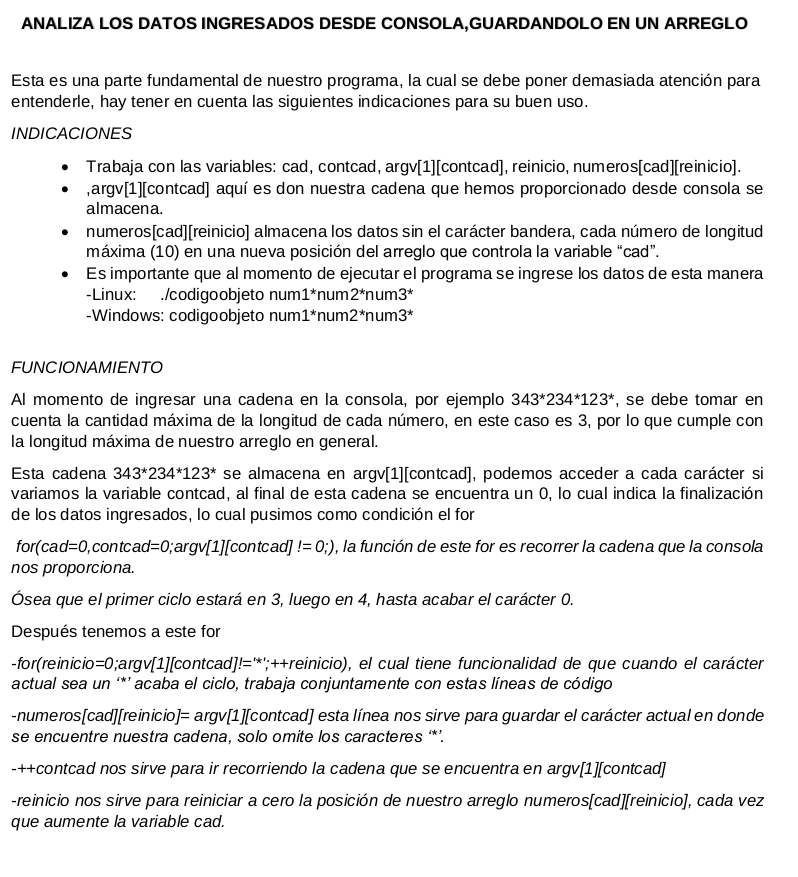 ANALIZA LOS DATOS INGRESADOS DESDE CONSOLA,GUARDANDOLO EN UN ARREGLO
Esta es una parte fundamental de nuestro programa, la cual se debe poner demasiada atención para
entenderle, hay tener en cuenta las siguientes indicaciones para su buen uso.
INDICACIONES
• Trabaja con las variables: cad, contcad, argv[1][contcad], reinicio, numeros[cad][reinicio].
• ,argv[1][contcad] aquí es don nuestra cadena que hemos proporcionado desde consola se
almacena.
• numeros[cad][reinicio] almacena los datos sin el carácter bandera, cada número de longitud
máxima (10) en una nueva posición del arreglo que controla la variable “cad”.
• Es importante que al momento de ejecutar el programa se ingrese los datos de esta manera
-Linux: ./codigoobjeto num1*num2*num3*
-Windows: codigoobjeto num1*num2*num3*
FUNCIONAMIENTO
Al momento de ingresar una cadena en la consola, por ejemplo 343*234*123*, se debe tomar en
cuenta la cantidad máxima de la longitud de cada número, en este caso es 3, por lo que cumple con
la longitud máxima de nuestro arreglo en general.
Esta cadena 343*234*123* se almacena en argv[1][contcad], podemos acceder a cada carácter si
variamos la variable contcad, al final de esta cadena se encuentra un 0, lo cual indica la finalización
de los datos ingresados, lo cual pusimos como condición el for
for(cad=0,contcad=0;argv[1][contcad] != 0;), la función de este for es recorrer la cadena que la consola
nos proporciona.
Ósea que el primer ciclo estará en 3, luego en 4, hasta acabar el carácter 0.
Después tenemos a este for
-for(reinicio=0;argv[1][contcad]!='*';++reinicio), el cual tiene funcionalidad de que cuando el carácter
actual sea un ‘*’ acaba el ciclo, trabaja conjuntamente con estas líneas de código
-numeros[cad][reinicio]= argv[1][contcad] esta línea nos sirve para guardar el carácter actual en donde
se encuentre nuestra cadena, solo omite los caracteres ‘*’.
-++contcad nos sirve para ir recorriendo la cadena que se encuentra en argv[1][contcad]
-reinicio nos sirve para reiniciar a cero la posición de nuestro arreglo numeros[cad][reinicio], cada vez
que aumente la variable cad.